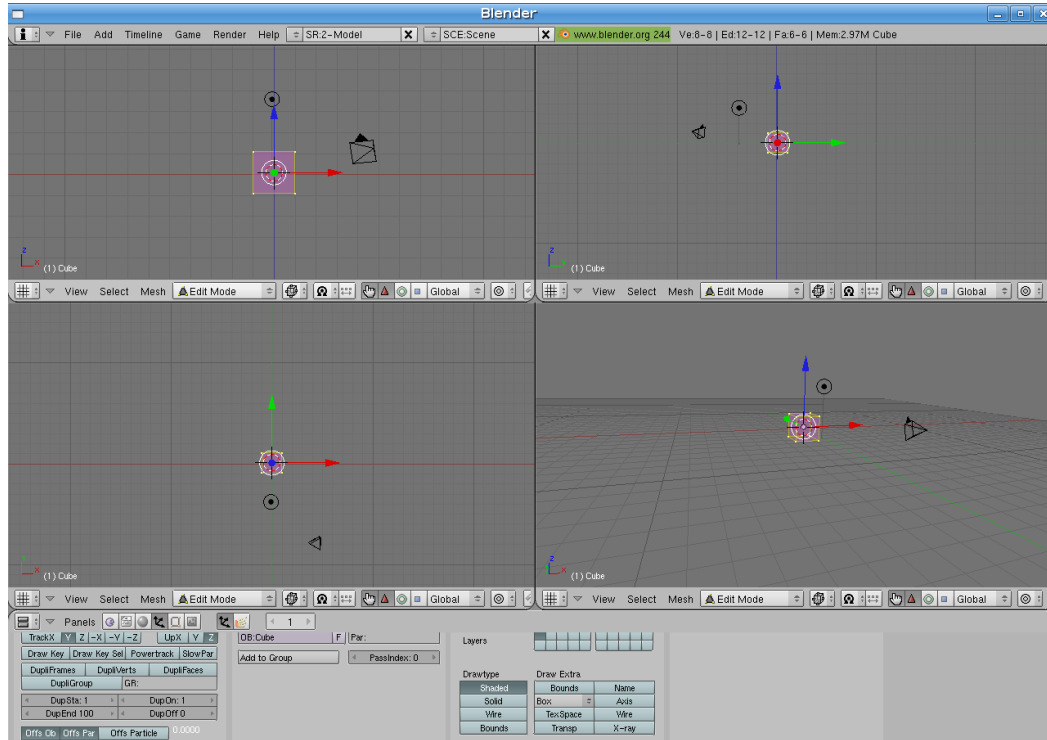 Blender
File Add Timeline Game Render Help SR:2-Model X SCE:Scene X www.blender.org 244 Ve:8-8 | Ed:12-12 | Fa:6-6 | Mem:2.97M Cube
z
x
(1) Cube
z
(1) Cube
View Select Mesh Edit Mode Global
View Select Mesh Edit Mode Global
x
(1) Cube
z
x
(1) Cube
View Select Mesh Edit Mode Global
View Select Mesh Edit Mode Global
Panels 1
TrackX Y Z -X -Y -Z UpX Y Z
OB:Cube F Par:
Draw Key Draw Key Sel Powertrack SlowPar
Add to Group PassIndex: 0
Layers
DupliFrames DupliVerts DupliFaces
DupliGroup GR:
DupSta: 1 DupOn: 1
DupEnd 100 DupOff 0
Offs Ob Offs Par Offs Particle 0.0000
Drawtype Draw Extra
Shaded Bounds Name
Solid Box Axis
Wire TexSpace Wire
Bounds Transp X-ray